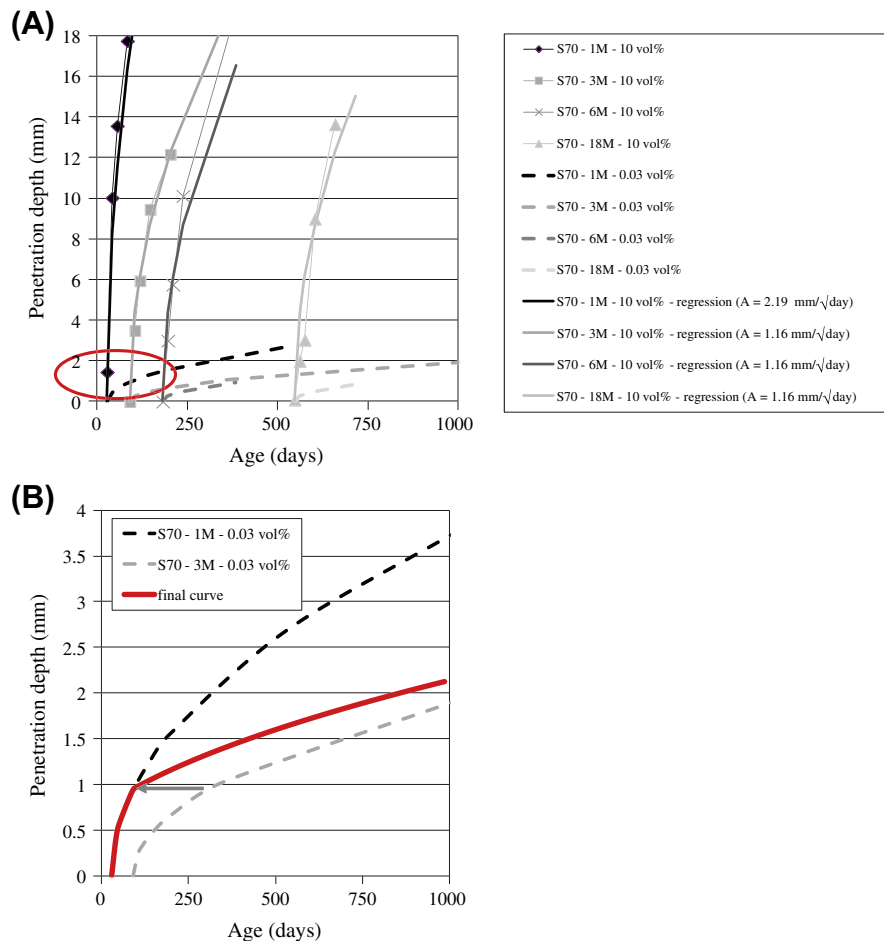 (A)
18
16
14
12
10
8
6
4
2
0
Penetration depth (mm)
0
250
500
750
1000
Age (days)
S70 - 1M - 10 vol%
S70 - 3M - 10 vol%
S70 - 6M - 10 vol%
S70 - 18M - 10 vol%
S70 - 1M - 0.03 vol%
S70 - 3M - 0.03 vol%
S70 - 6M - 0.03 vol%
S70 - 18M - 0.03 vol%
S70 - 1M - 10 vol% - regression (A = 2.19 mm/√day)
S70 - 3M - 10 vol% - regression (A = 1.16 mm/√day)
S70 - 6M - 10 vol% - regression (A = 1.16 mm/√day)
S70 - 18M - 10 vol% - regression (A = 1.16 mm/√day)
(B)
4
3.5
3
2.5
2
1.5
1
0.5
0
Penetration depth (mm)
S70 - 1M - 0.03 vol%
S70 - 3M - 0.03 vol%
final curve
0
250
500
750
1000
Age (days)